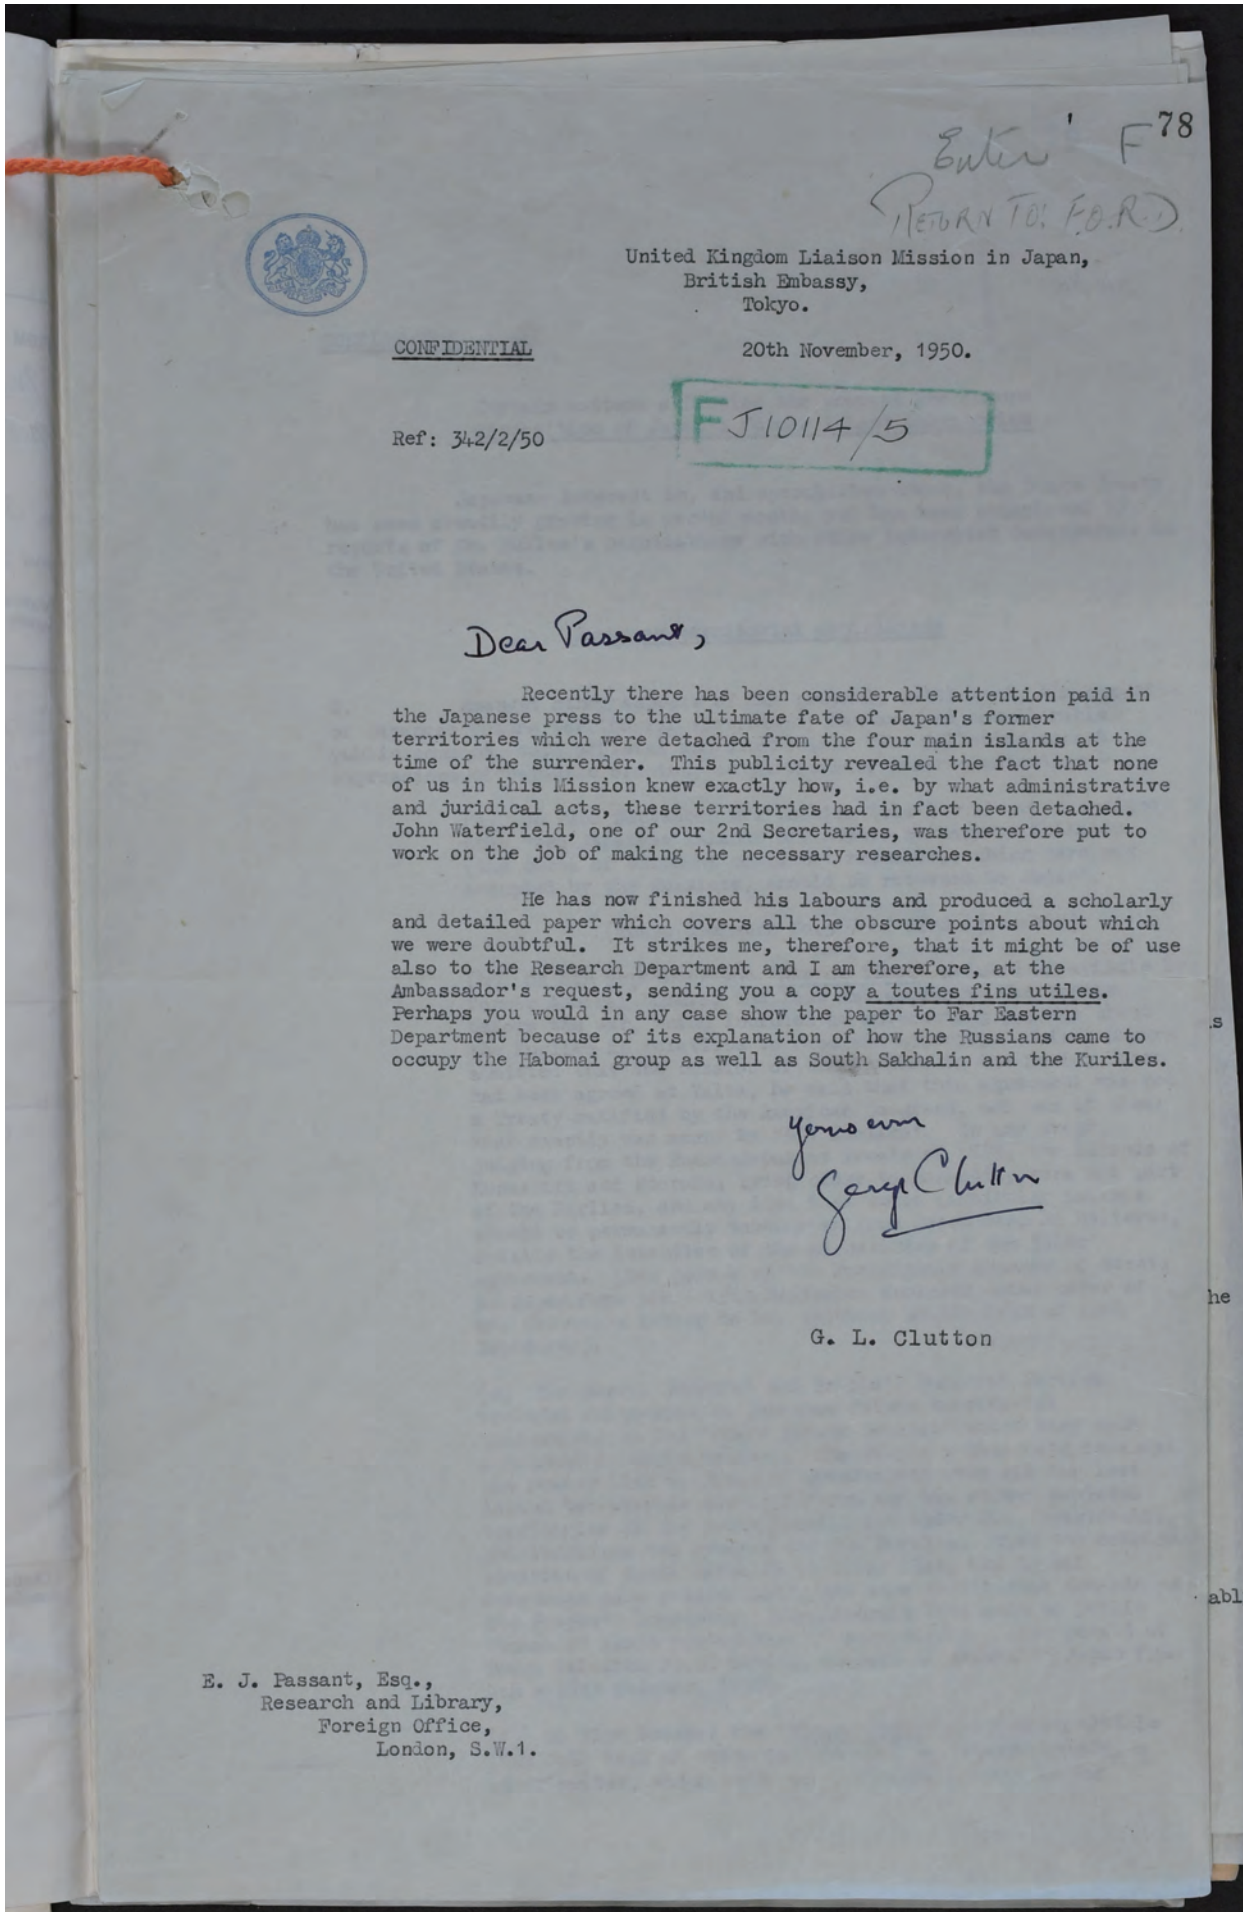 78
Enter F
RETURN TO: F.O.R.D.
United Kingdom Liaison Mission in Japan,
British Embassy,
Tokyo.
CONFIDENTIAL
20th November, 1950.
FJ10114/5
Ref: 342/2/50
Dear Passant,
Recently there has been considerable attention paid in
the Japanese press to the ultimate fate of Japan's former
territories which were detached from the four main islands at the
time of the surrender. This publicity revealed the fact that none
of us in this Mission knew exactly how, i.e. by what administrative
and juridical acts, these territories had in fact been detached.
John Waterfield, one of our 2nd Secretaries, was therefore put to
work on the job of making the necessary researches.
He has now finished his labours and produced a scholarly
and detailed paper which covers all the obscure points about which
we were doubtful. It strikes me, therefore, that it might be of use
also to the Research Department and I am therefore, at the
Ambassador's request, sending you a copy a toutes fins utiles.
Perhaps you would in any case show the paper to Far Eastern
Department because of its explanation of how the Russians came to
occupy the Habomai group as well as South Sakhalin and the Kuriles.
Yours ever
George Clutton
G. L. Clutton
he
abl
E. J. Passant, Esq.,
Research and Library,
Foreign Office,
London, S.W.1.